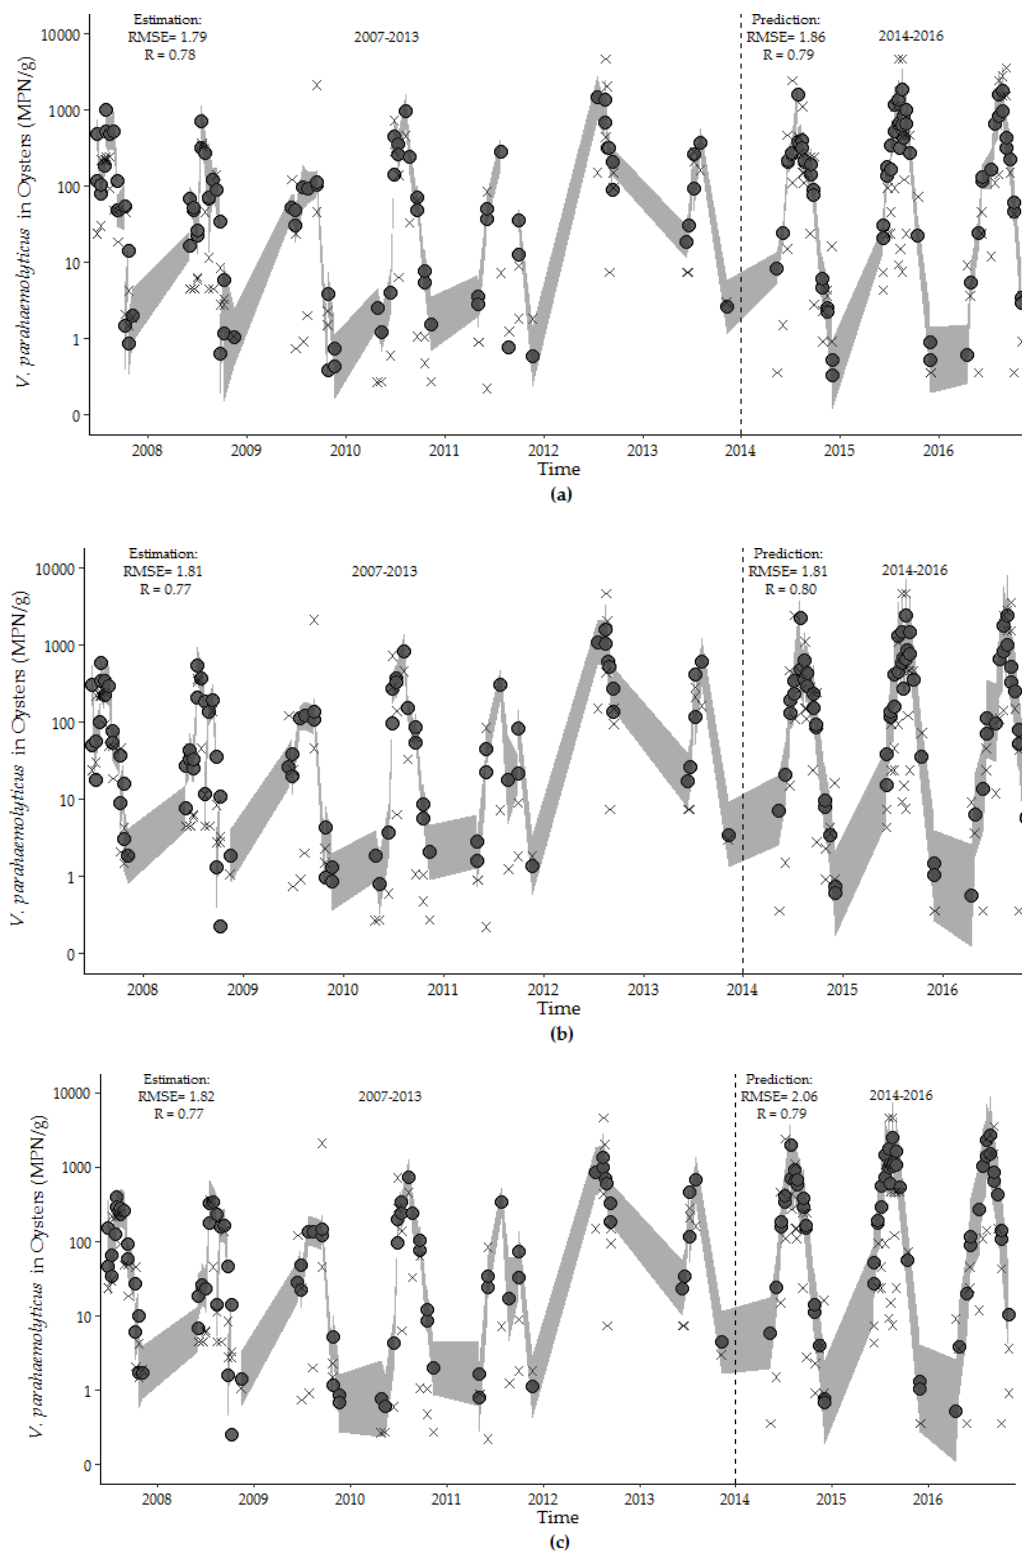 Estimation:
RMSE= 1.79
R = 0.78
2007-2013
Prediction:
RMSE= 1.86
R = 0.79
2014-2016
V. parahaemolyticus in Oysters (MPN/g)
10000
1000
100
10
1
0
2008 2009 2010 2011 2012 2013 2014 2015 2016
Time
(a)
Estimation:
RMSE= 1.81
R = 0.77
2007-2013
Prediction:
RMSE= 1.81
R = 0.80
2014-2016
V. parahaemolyticus in Oysters (MPN/g)
10000
1000
100
10
1
0
2008 2009 2010 2011 2012 2013 2014 2015 2016
Time
(b)
Estimation:
RMSE= 1.82
R = 0.77
2007-2013
Prediction:
RMSE= 2.06
R = 0.79
2014-2016
V. parahaemolyticus in Oysters (MPN/g)
10000
1000
100
10
1
0
2008 2009 2010 2011 2012 2013 2014 2015 2016
Time
(c)